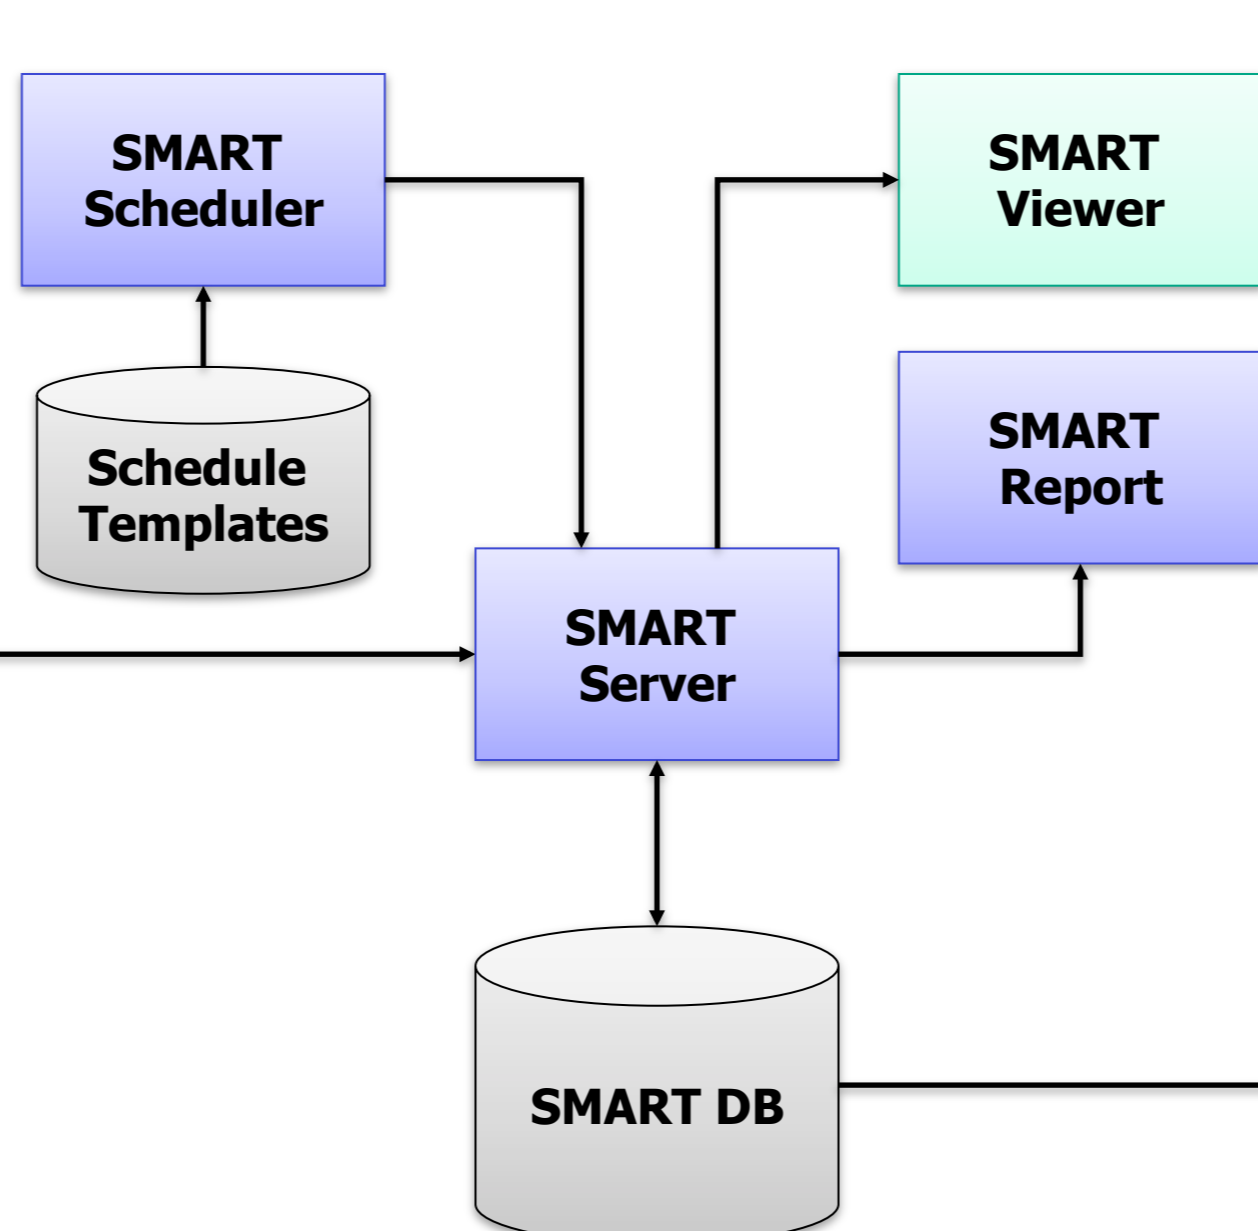 SMART
Scheduler
SMART
Viewer
SMART
Report
Schedule
Templates
SMART
Server
SMART DB